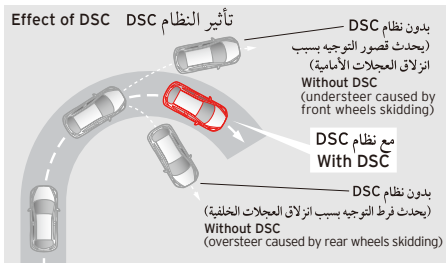 Effect of DSC تأثير النظام DSC
بدون نظام DSC
(يحدث قصور التوجيه بسبب
انزلاق العجلات الأمامية)
Without DSC
(understeer caused by
front wheels skidding)
مع نظام DSC
With DSC
بدون نظام DSC
(يحدث فرط التوجيه بسبب انزلاق العجلات الخلفية)
Without DSC
(oversteer caused by rear wheels skidding)